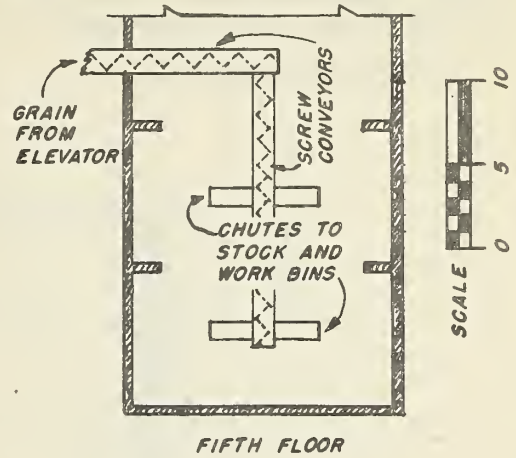 GRAIN
FROM
ELEVATOR
SCREW
CONVEYORS
CHUTES TO
STOCK AND
WORK BINS
10
5
0
SCALE
FIFTH FLOOR